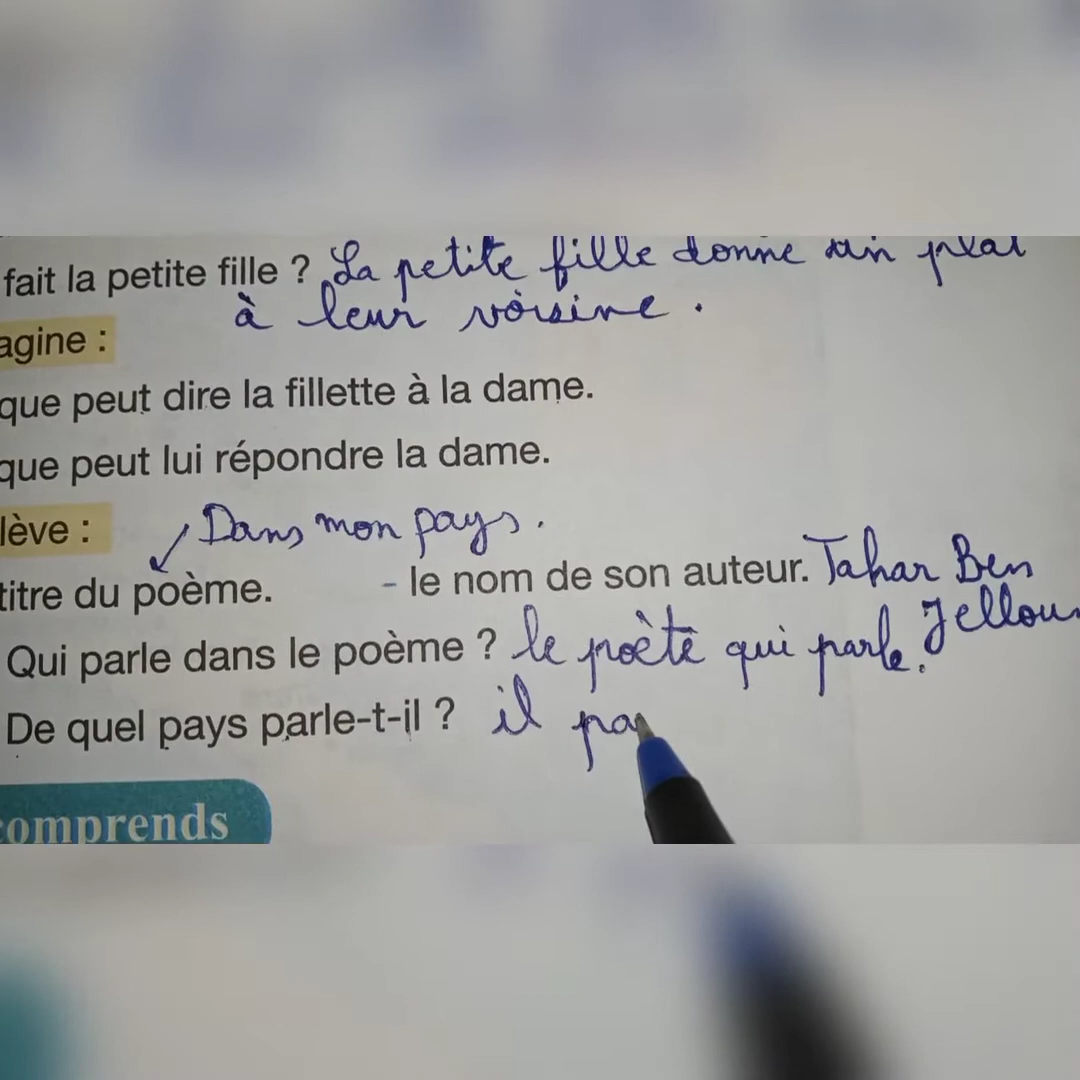 fait la petite fille ? La petite fille donne un plat
à leur voisine .
agine :
que peut dire la fillette à la dame.
que peut lui répondre la dame.
lève : Dans mon pays .
titre du poème. - le nom de son auteur. Tahar Ben
Jelloun
Qui parle dans le poème ? le poète qui parle.
De quel pays parle-t-il ? il pa
comprends